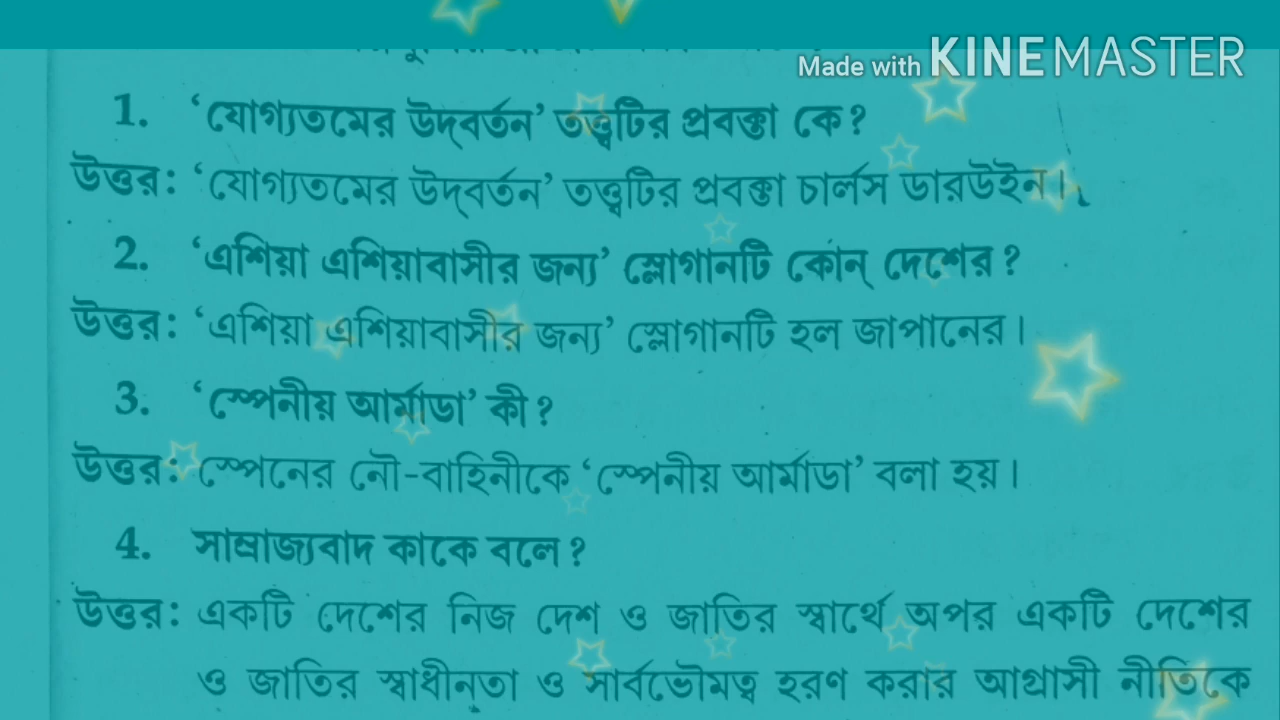 Made with KINEMASTER
1. ‘যোগ্যতমের উদ্‌বর্তন’ তত্ত্বটির প্রবক্তা কে?
উত্তর: ‘যোগ্যতমের উদ্‌বর্তন’ তত্ত্বটির প্রবক্তা চার্লস ডারউইন।
2. ‘এশিয়া এশিয়াবাসীর জন্য’ স্লোগানটি কোন্ দেশের?
উত্তর: ‘এশিয়া এশিয়াবাসীর জন্য’ স্লোগানটি হল জাপানের।
3. ‘স্পেনীয় আর্মাডা’ কী?
উত্তর: স্পেনের নৌ-বাহিনীকে ‘স্পেনীয় আর্মাডা’ বলা হয়।
4. সাম্রাজ্যবাদ কাকে বলে?
উত্তর: একটি দেশের নিজ দেশ ও জাতির স্বার্থে অপর একটি দেশের
ও জাতির স্বাধীনতা ও সার্বভৌমত্ব হরণ করার আগ্রাসী নীতিকে